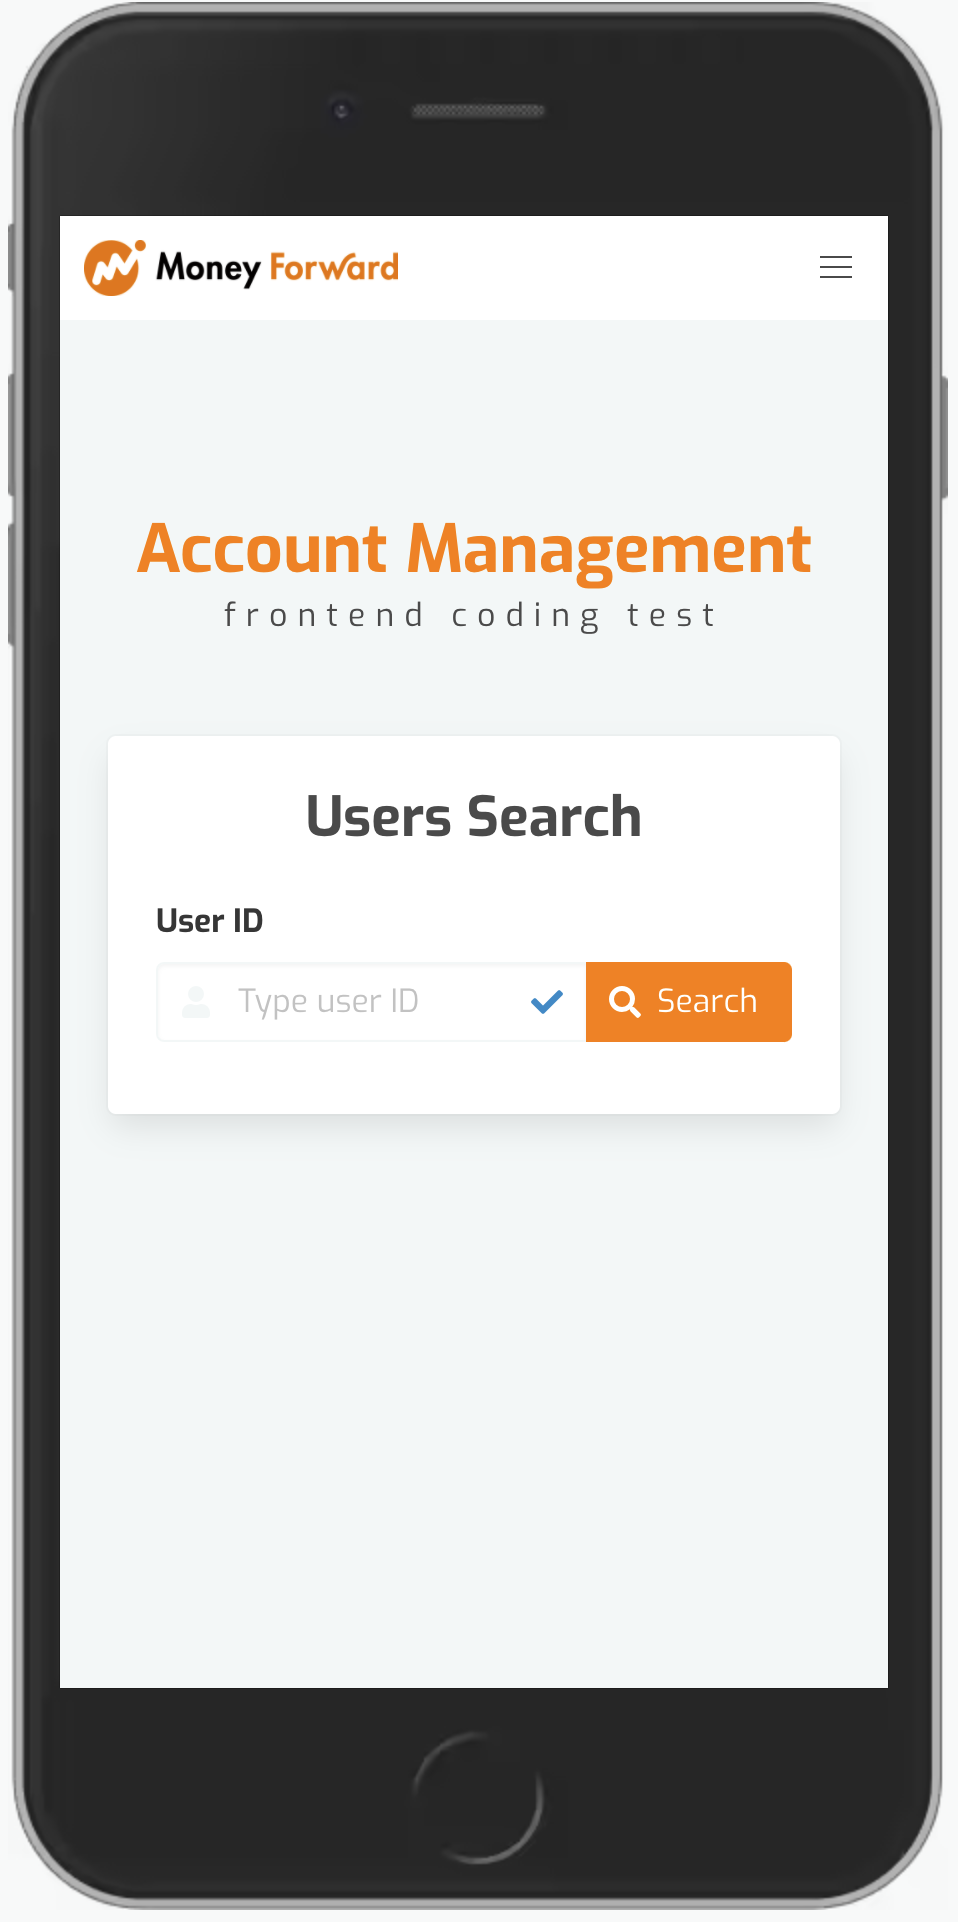 Money Forward
Account Management
frontend coding test
Users Search
User ID
Type user ID
Search